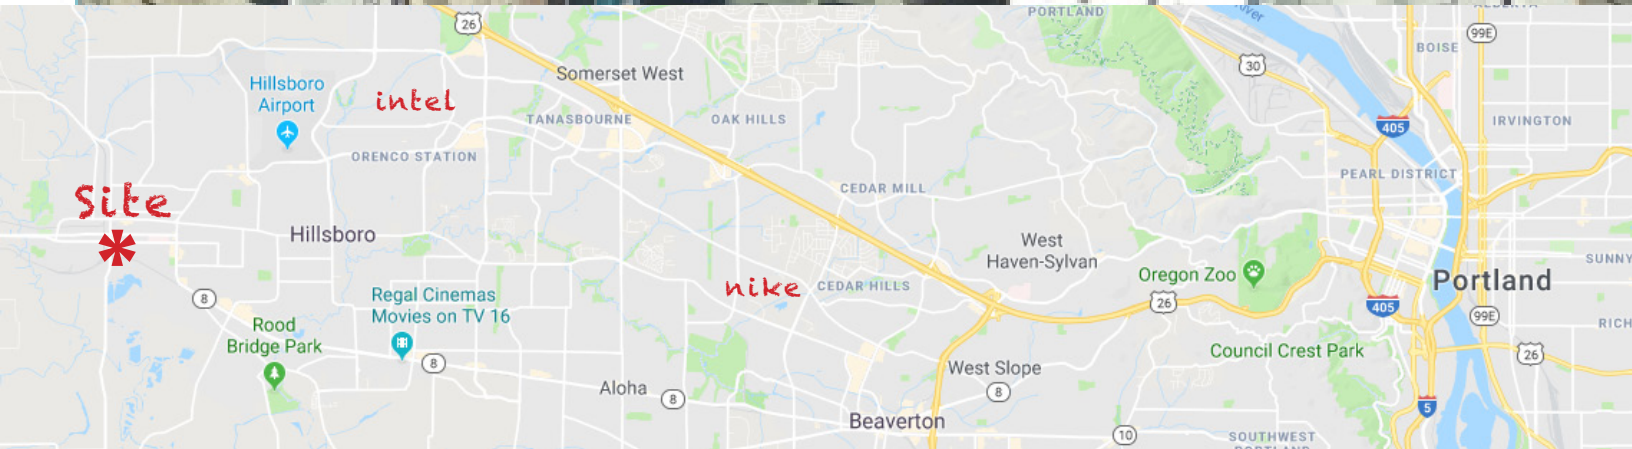 PORTLAND
ALBERTA
River
26
99E
BOISE
30
Somerset West
Hillsboro
Airport
intel
TANASBOURNE
OAK HILLS
405
IRVINGTON
ORENCO STATION
PEARL DISTRICT
CEDAR MILL
Site
*
Hillsboro
West
Haven-Sylvan
Oregon Zoo
SUNNY
Portland
nike
CEDAR HILLS
8
Regal Cinemas
Movies on TV 16
26
405
99E
RICH
Rood
Bridge Park
Council Crest Park
26
8
West Slope
Aloha
8
8
5
Beaverton
10
SOUTHWEST
PORTLAND